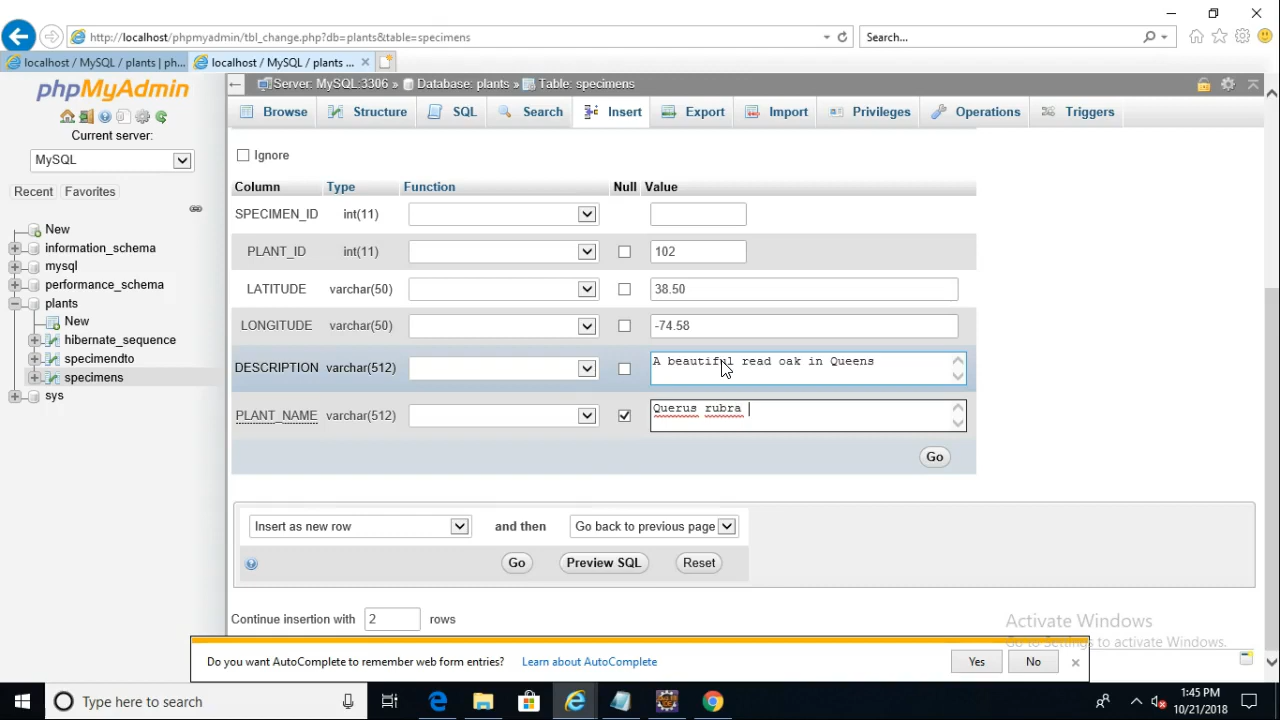 http://localhost/phpmyadmin/tbl_change.php?db=plants&table=specimens
Search...
localhost / MySQL / plants | ph...
localhost / MySQL / plants ...
phpMyAdmin
Current server:
MySQL
Recent
Favorites
New
information_schema
mysql
performance_schema
plants
New
hibernate_sequence
specimendto
specimens
sys
Server: MySQL:3306 » Database: plants » Table: specimens
Browse Structure SQL Search Insert Export Import Privileges Operations Triggers
Ignore
Column Type Function Null Value
SPECIMEN_ID int(11)
PLANT_ID int(11) 102
LATITUDE varchar(50) 38.50
LONGITUDE varchar(50) -74.58
DESCRIPTION varchar(512) A beautiful read oak in Queens
PLANT_NAME varchar(512) Querus rubra
Go
Insert as new row and then Go back to previous page
Go Preview SQL Reset
Continue insertion with 2 rows
Activate Windows
Go to Settings to activate Windows.
Do you want AutoComplete to remember web form entries? Learn about AutoComplete Yes No
Type here to search
1:45 PM
10/21/2018